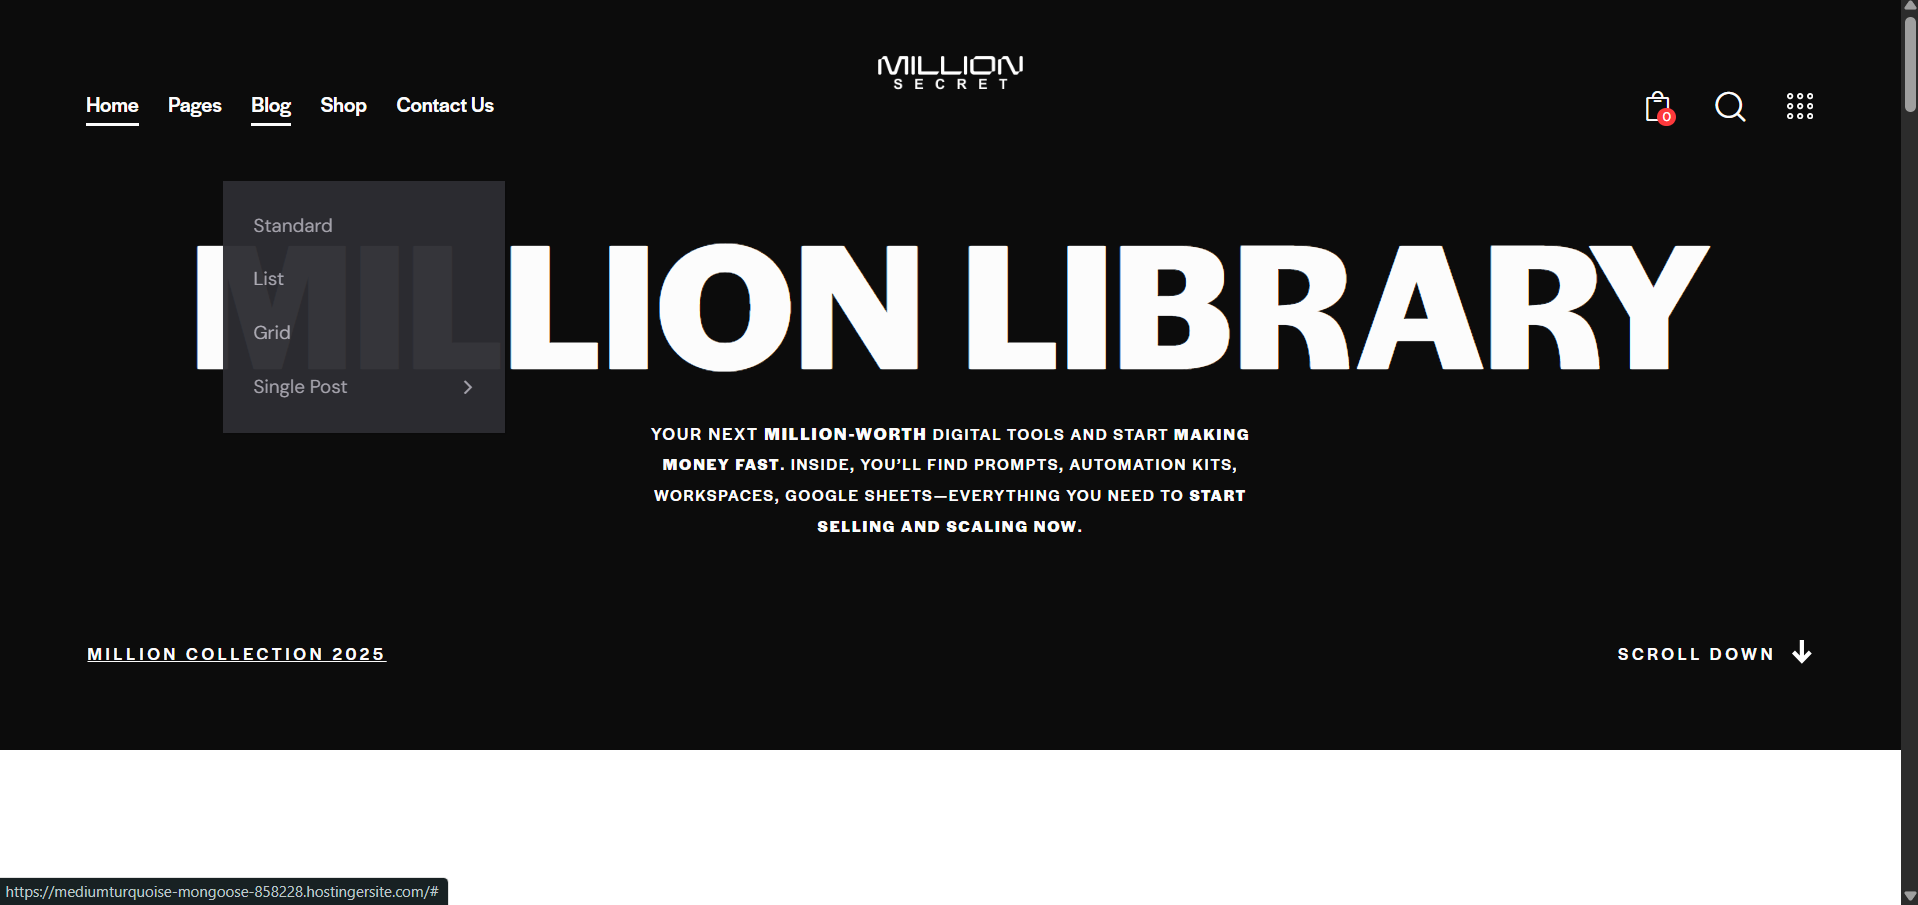 MILLION
SECRET
Home Pages Blog Shop Contact Us
0
Standard
List
Grid
Single Post
MILLION LIBRARY
YOUR NEXT MILLION-WORTH DIGITAL TOOLS AND START MAKING
MONEY FAST. INSIDE, YOU’LL FIND PROMPTS, AUTOMATION KITS,
WORKSPACES, GOOGLE SHEETS—EVERYTHING YOU NEED TO START
SELLING AND SCALING NOW.
MILLION COLLECTION 2025
SCROLL DOWN
https://mediumturquoise-mongoose-858228.hostingersite.com/#